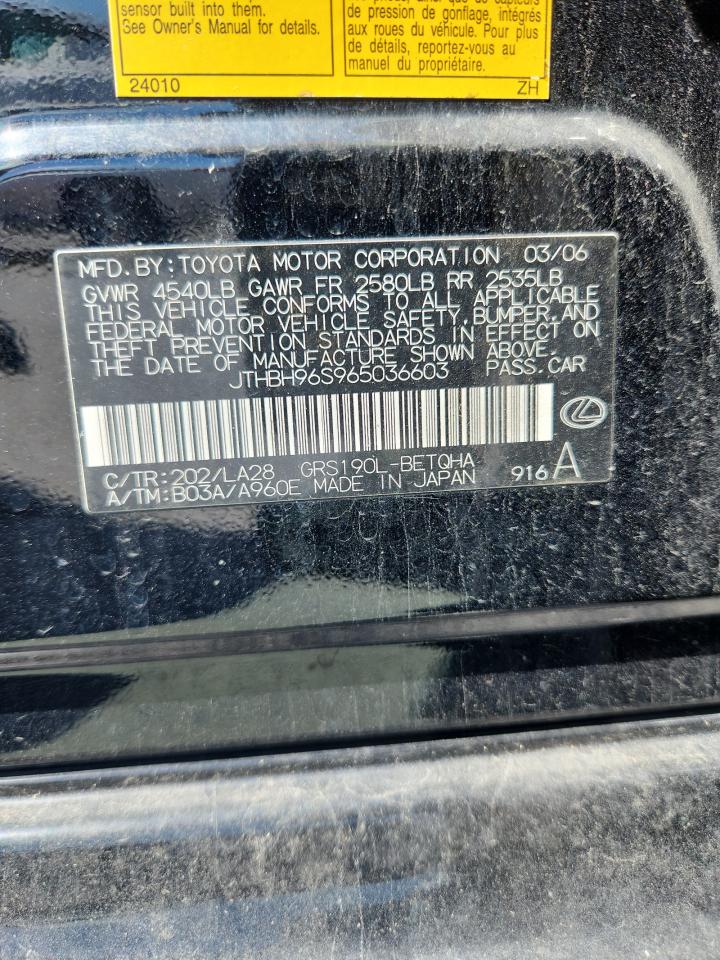 sensor built into them.
See Owner's Manual for details.
24010
de pression de gonflage, intégrés
aux roues du véhicule. Pour plus
de détails, reportez-vous au
manuel du propriétaire.
ZH
MFD. BY: TOYOTA MOTOR CORPORATION 03/06
GVWR 4540LB GAWR FR 2580LB RR 2535LB
THIS VEHICLE CONFORMS TO ALL APPLICABLE
FEDERAL MOTOR VEHICLE SAFETY, BUMPER, AND
THEFT PREVENTION STANDARDS IN EFFECT ON
THE DATE OF MANUFACTURE SHOWN ABOVE.
JTHBH96S965036603 PASS. CAR
C/TR: 202/LA28 GRS190L-BETQHA
A/TM: B03A/A960E MADE IN JAPAN 916 A